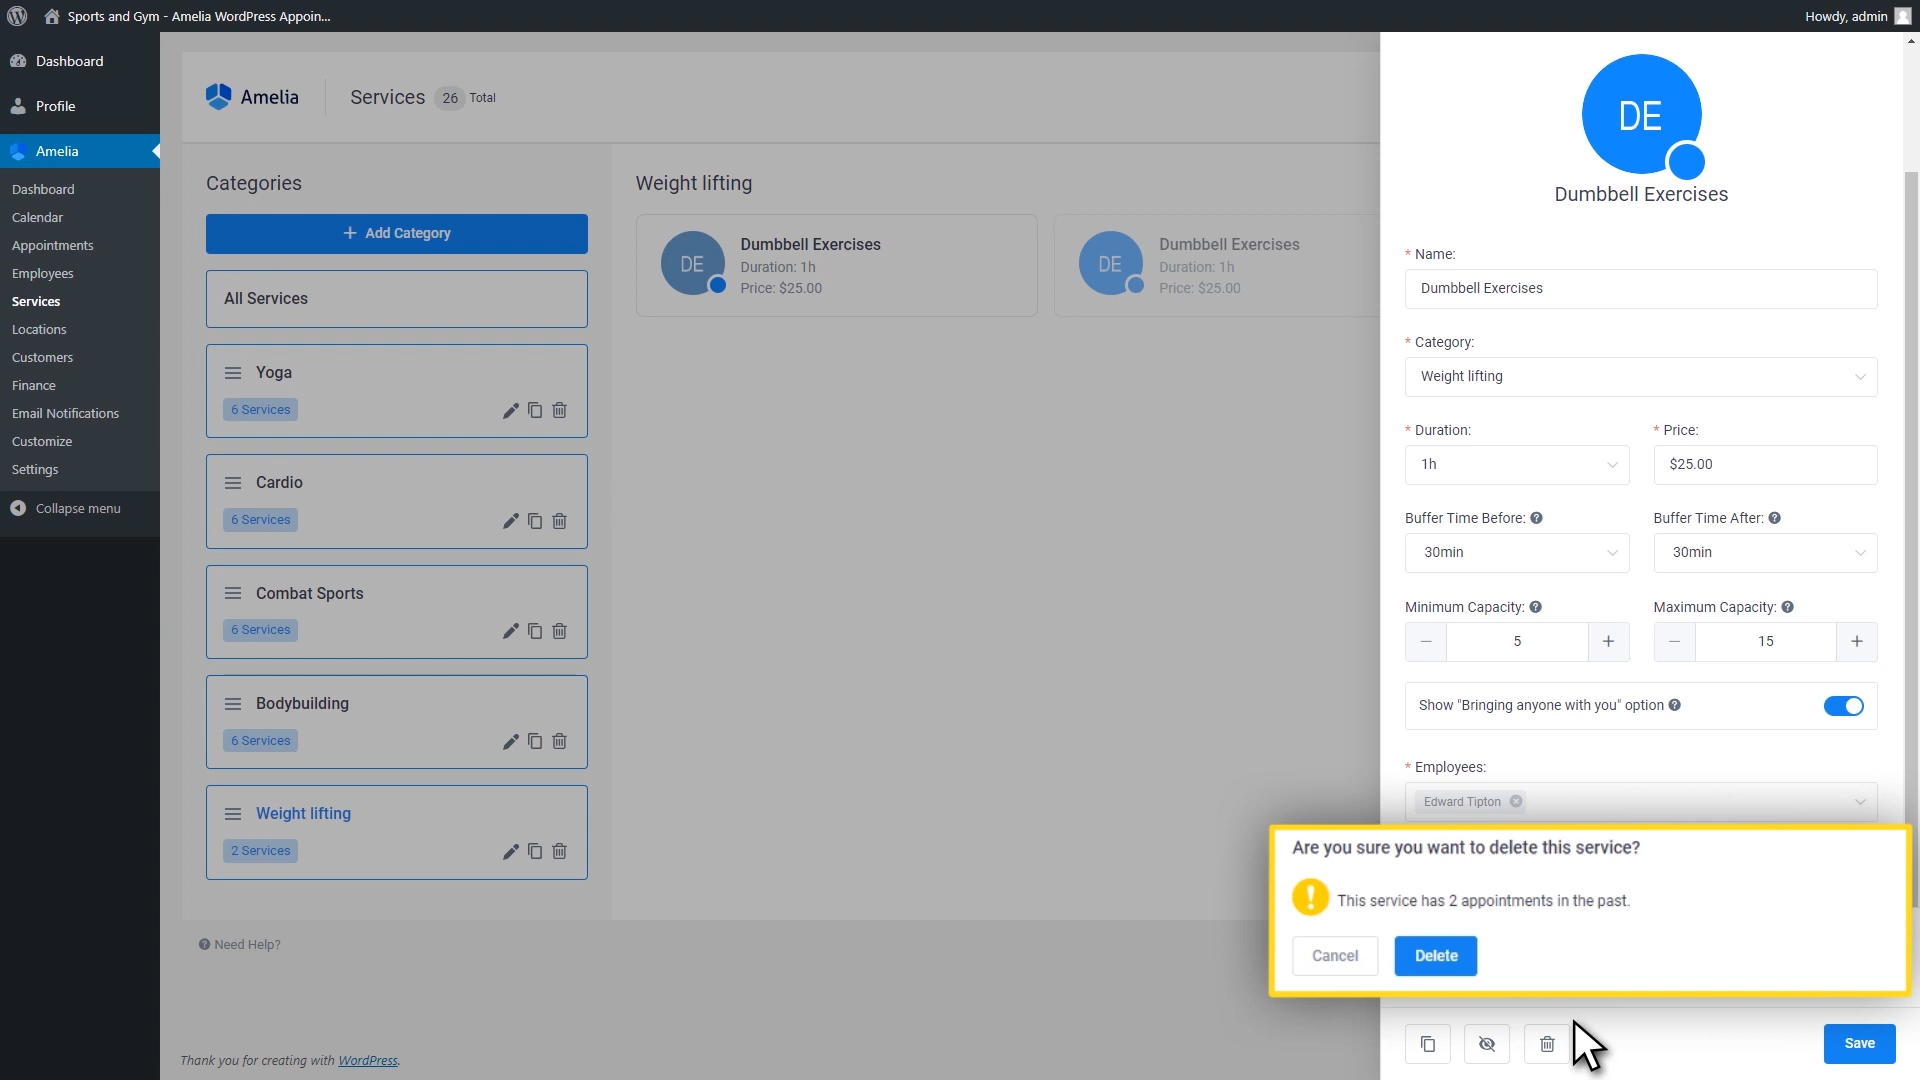 Sports and Gym - Amelia WordPress Appoin...
Howdy, admin
Dashboard
Profile
Amelia
Dashboard
Calendar
Appointments
Employees
Services
Locations
Customers
Finance
Email Notifications
Customize
Settings
Collapse menu
Amelia
Services 26 Total
Categories
+ Add Category
All Services
Yoga
6 Services
Cardio
6 Services
Combat Sports
6 Services
Bodybuilding
6 Services
Weight lifting
2 Services
Need Help?
Thank you for creating with WordPress.
Weight lifting
DE
Dumbbell Exercises
Duration: 1h
Price: $25.00
DE
Dumbbell Exercises
Duration: 1h
Price: $25.00
DE
Dumbbell Exercises
* Name:
Dumbbell Exercises
* Category:
Weight lifting
* Duration:
1h
* Price:
$25.00
Buffer Time Before:
30min
Buffer Time After:
30min
Minimum Capacity:
5
Maximum Capacity:
15
Show "Bringing anyone with you" option
* Employees:
Edward Tipton
Are you sure you want to delete this service?
This service has 2 appointments in the past.
Cancel
Delete
Save